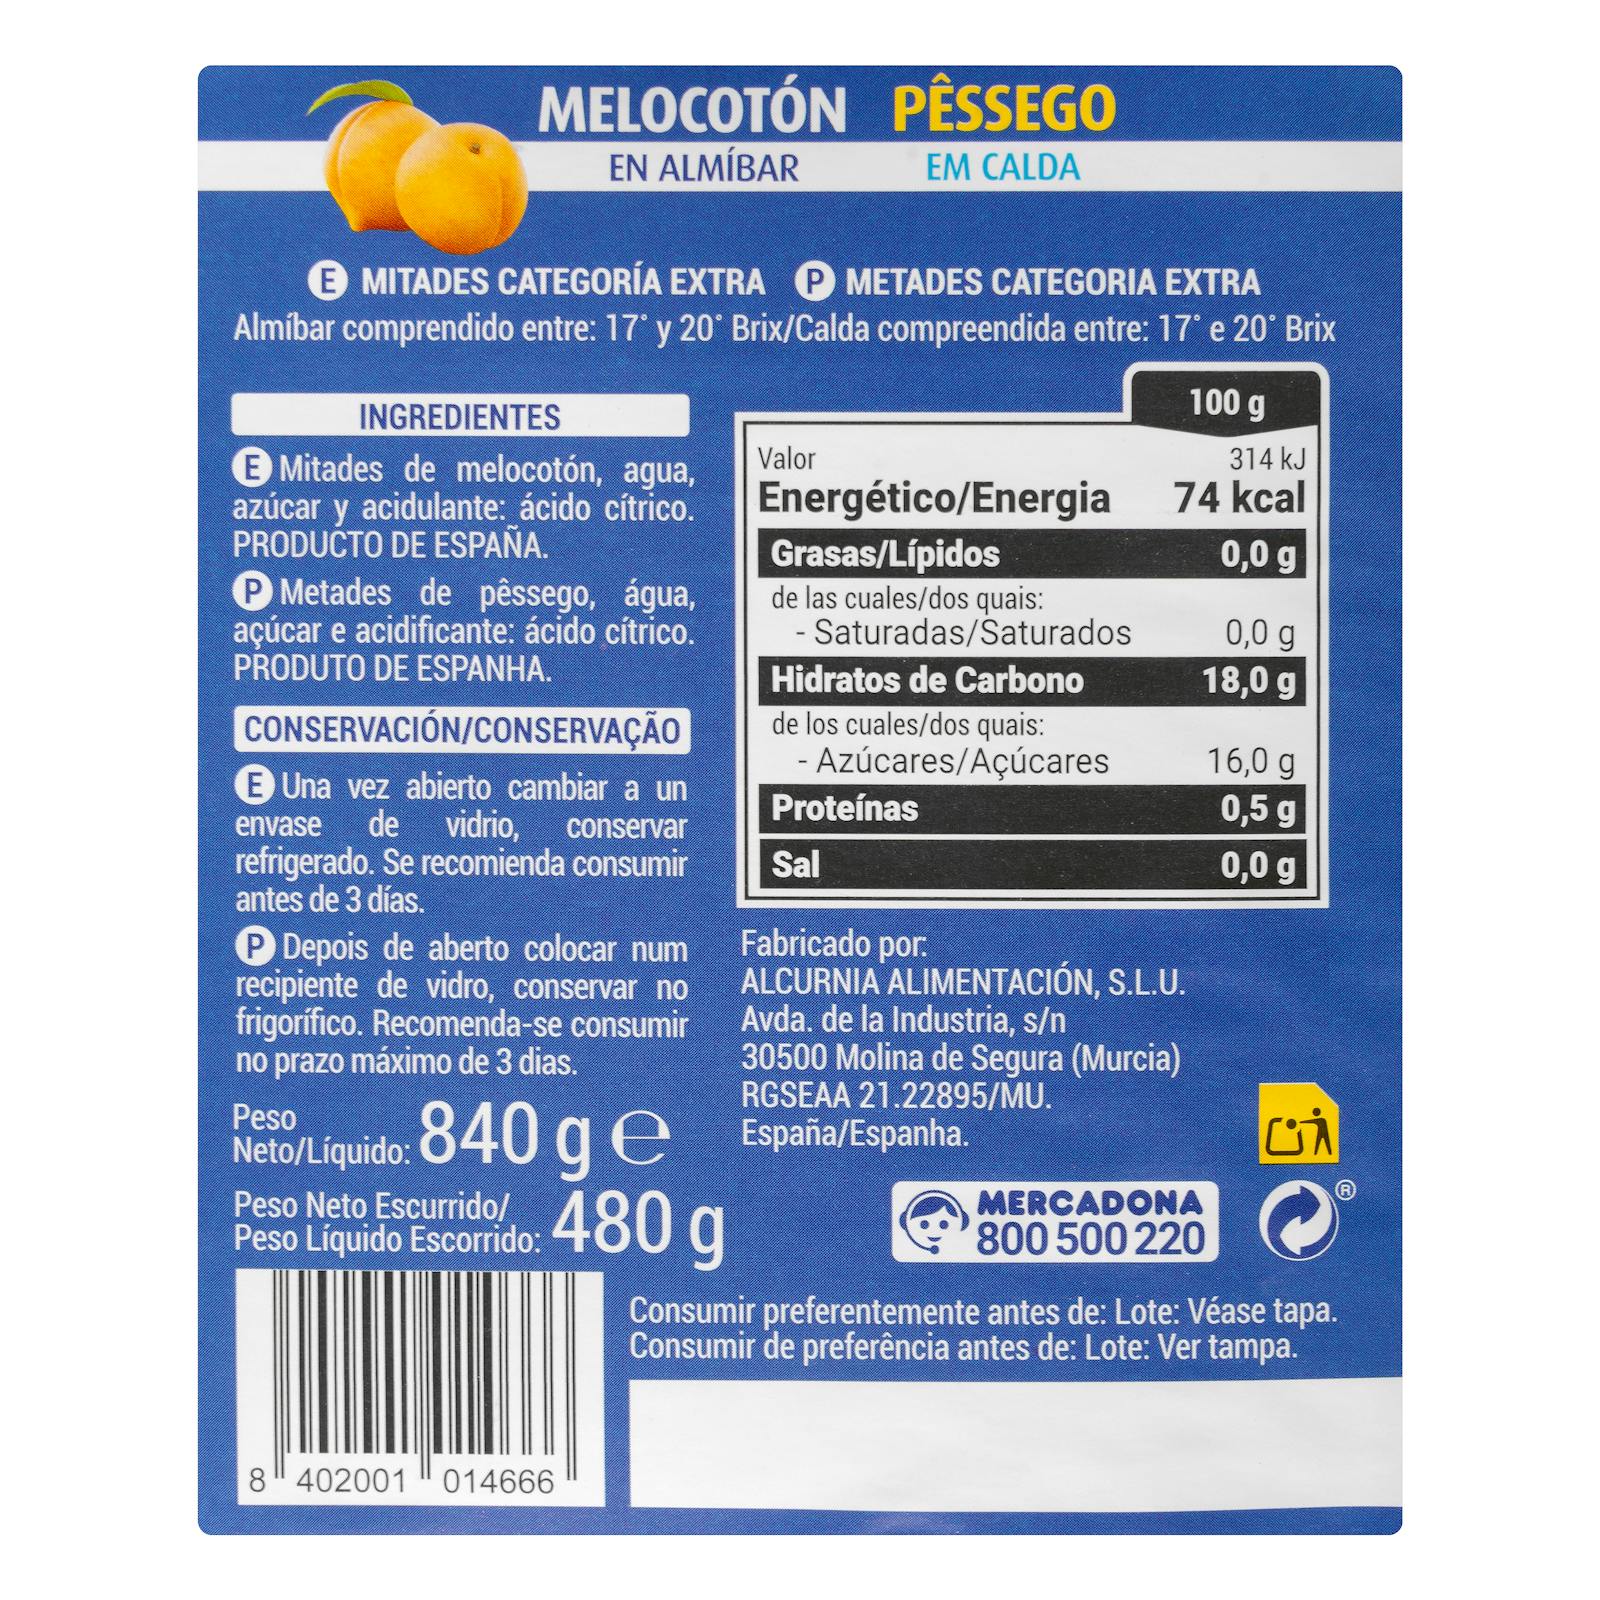 MELOCOTÓN PÊSSEGO
EN ALMÍBAR EM CALDA
E MITADES CATEGORÍA EXTRA P METADES CATEGORIA EXTRA
Almíbar comprendido entre: 17° y 20° Brix/Calda compreendida entre: 17° e 20° Brix
INGREDIENTES
E Mitades de melocotón, agua,
azúcar y acidulante: ácido cítrico.
PRODUCTO DE ESPAÑA.
P Metades de pêssego, água,
açúcar e acidificante: ácido cítrico.
PRODUTO DE ESPANHA.
CONSERVACIÓN/CONSERVAÇÃO
E Una vez abierto cambiar a un
envase de vidrio, conservar
refrigerado. Se recomienda consumir
antes de 3 días.
P Depois de aberto colocar num
recipiente de vidro, conservar no
frigorífico. Recomenda-se consumir
no prazo máximo de 3 dias.
Peso
Neto/Líquido: 840 g e
Peso Neto Escurrido/
Peso Líquido Escorrido: 480 g
8 402001 014666
100 g
Valor 314 kJ
Energético/Energia 74 kcal
Grasas/Lípidos 0,0 g
de las cuales/dos quais:
- Saturadas/Saturados 0,0 g
Hidratos de Carbono 18,0 g
de los cuales/dos quais:
- Azúcares/Açúcares 16,0 g
Proteínas 0,5 g
Sal 0,0 g
Fabricado por:
ALCURNIA ALIMENTACIÓN, S.L.U.
Avda. de la Industria, s/n
30500 Molina de Segura (Murcia)
RGSEAA 21.22895/MU.
España/Espanha.
MERCADONA
800 500 220
®
Consumir preferentemente antes de: Lote: Véase tapa.
Consumir de preferência antes de: Lote: Ver tampa.